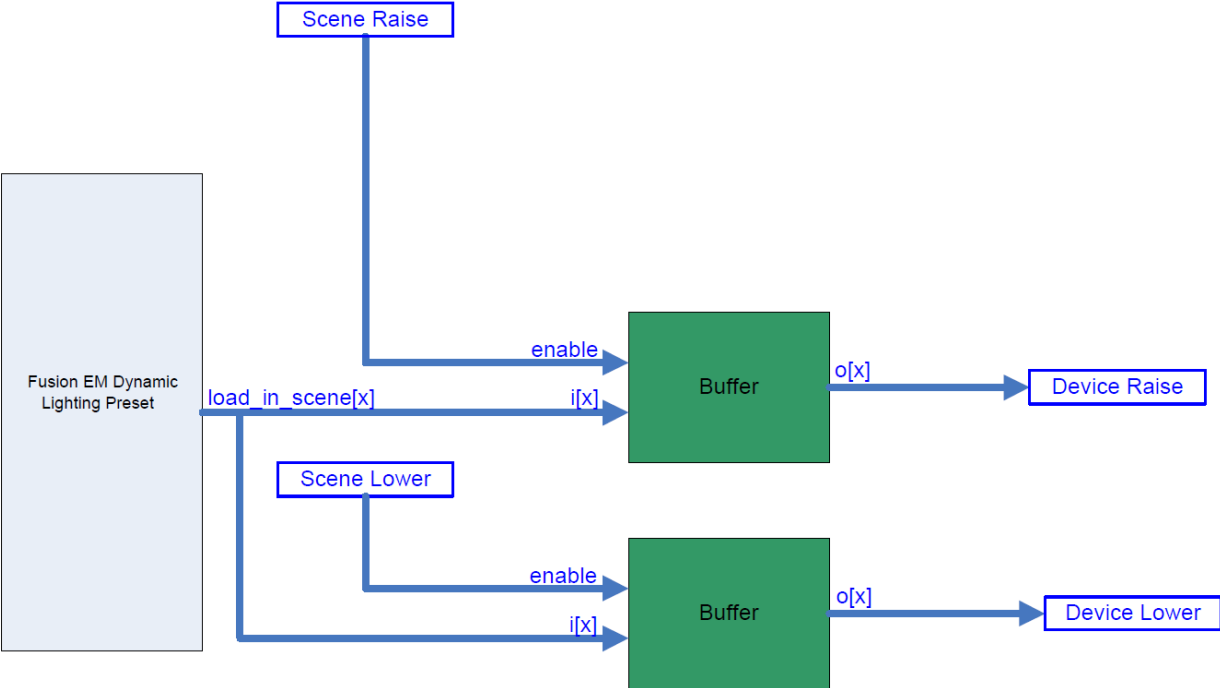 Scene Raise
enable
Buffer
o[x]
Device Raise
Fusion EM Dynamic
Lighting Preset
load_in_scene[x]
i[x]
Scene Lower
enable
Buffer
o[x]
Device Lower
i[x]